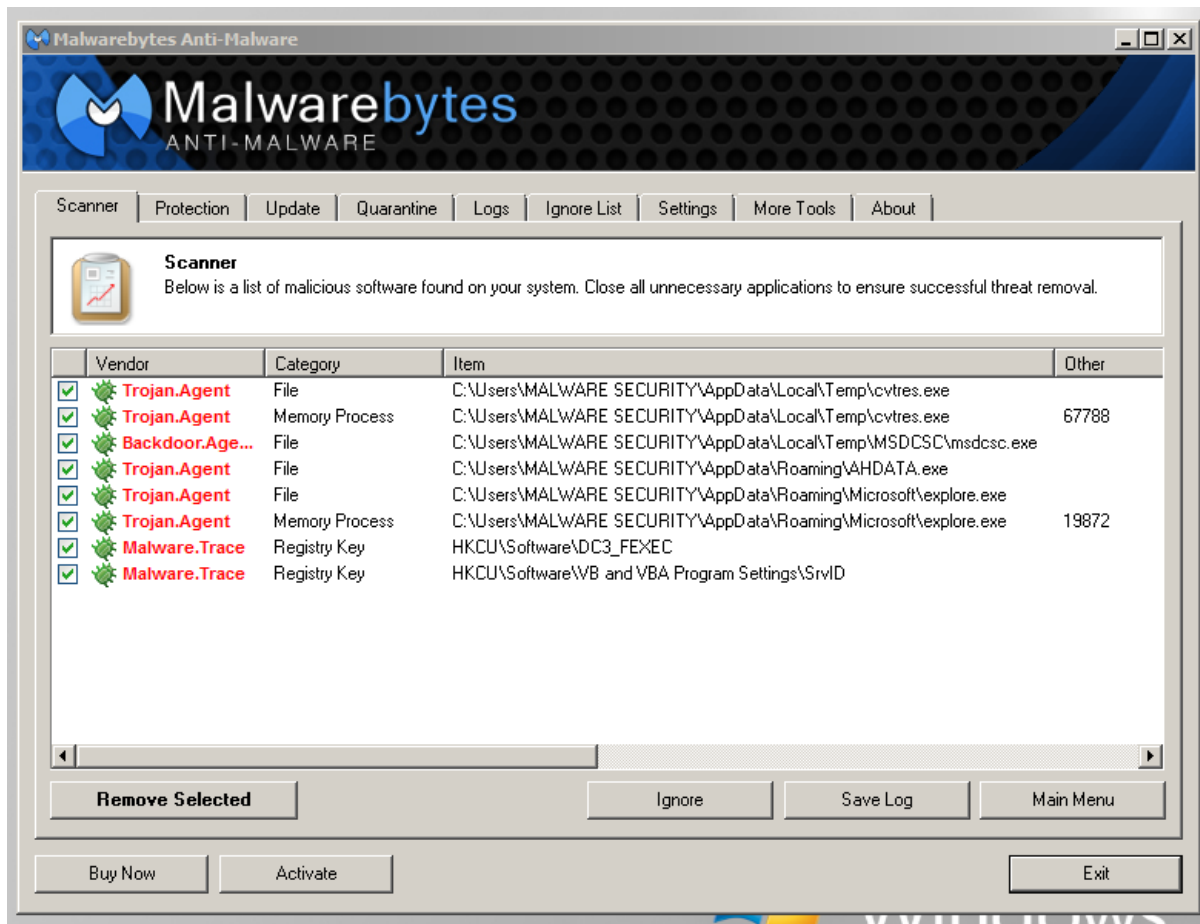 Malwarebytes Anti-Malware
Malwarebytes
ANTI-MALWARE
Scanner Protection Update Quarantine Logs Ignore List Settings More Tools About
Scanner
Below is a list of malicious software found on your system. Close all unnecessary applications to ensure successful threat removal.
Vendor Category Item Other
Trojan.Agent File C:\Users\MALWARE SECURITY\AppData\Local\Temp\cvtres.exe
Trojan.Agent Memory Process C:\Users\MALWARE SECURITY\AppData\Local\Temp\cvtres.exe 67788
Backdoor.Age... File C:\Users\MALWARE SECURITY\AppData\Local\Temp\MSDCSC\msdcsc.exe
Trojan.Agent File C:\Users\MALWARE SECURITY\AppData\Roaming\AHDATA.exe
Trojan.Agent File C:\Users\MALWARE SECURITY\AppData\Roaming\Microsoft\explore.exe
Trojan.Agent Memory Process C:\Users\MALWARE SECURITY\AppData\Roaming\Microsoft\explore.exe 19872
Malware.Trace Registry Key HKCU\Software\DC3_FEXEC
Malware.Trace Registry Key HKCU\Software\VB and VBA Program Settings\SrvID
Remove Selected Ignore Save Log Main Menu
Buy Now Activate Exit